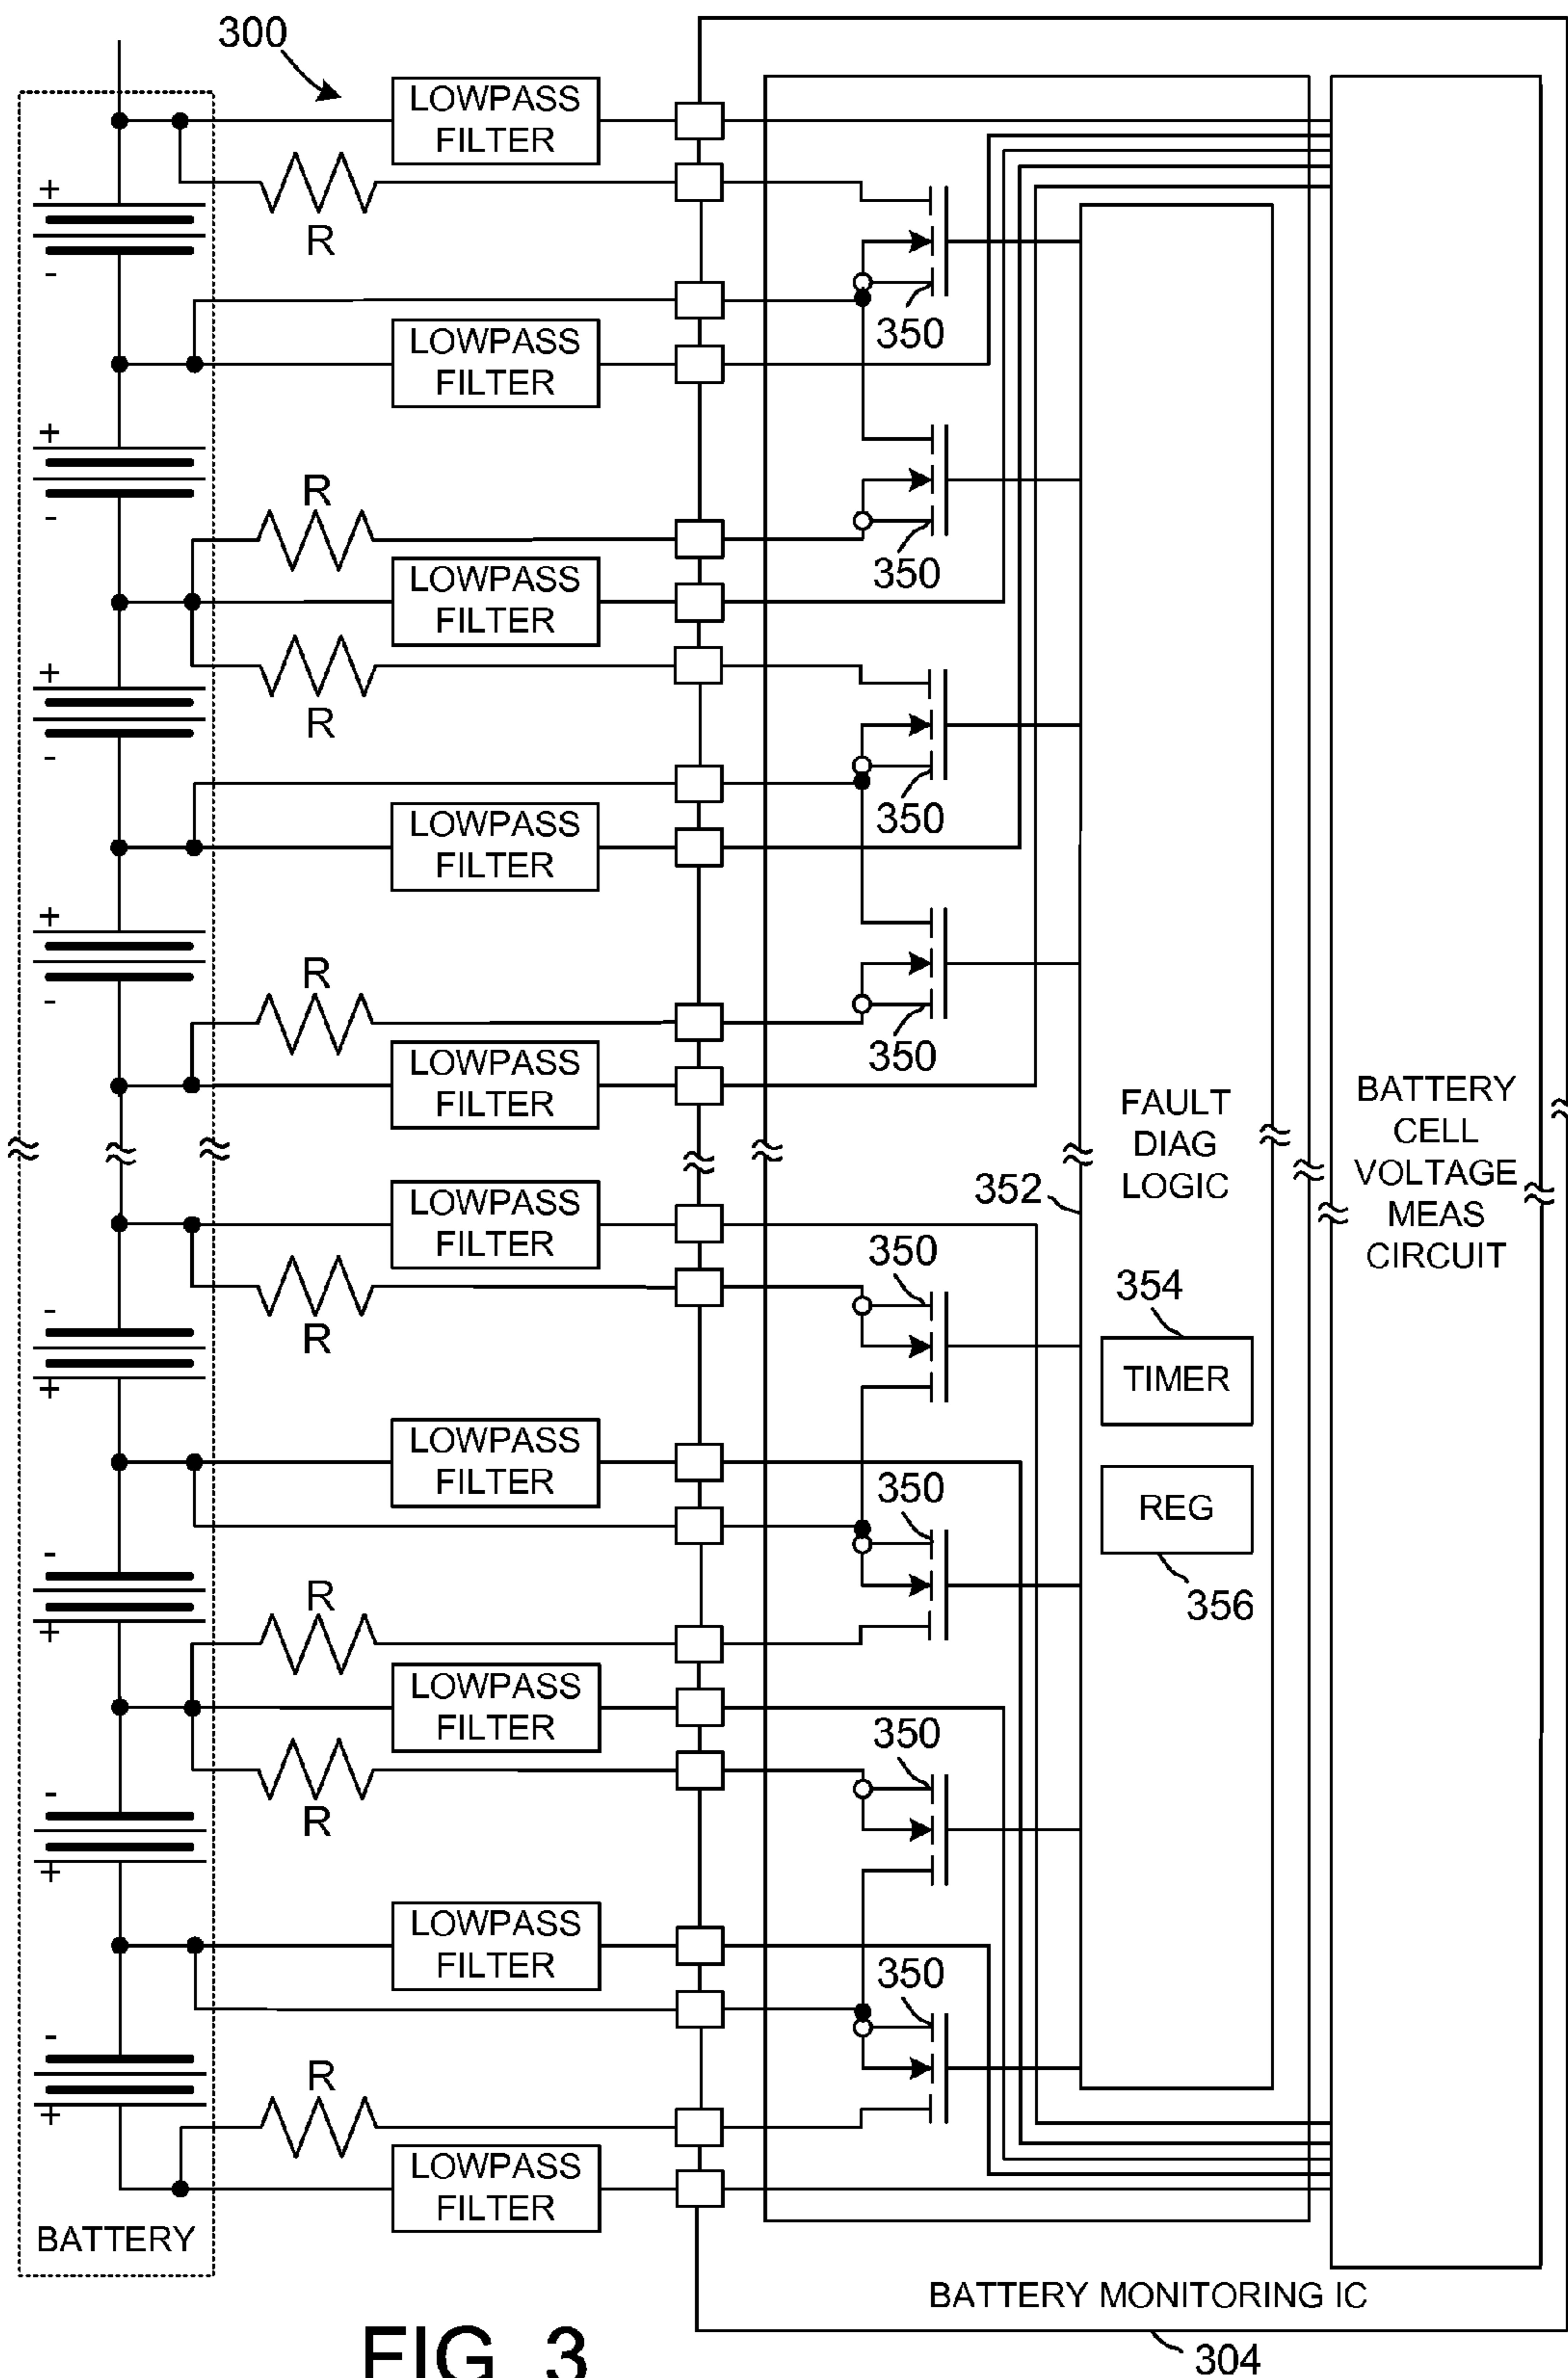 300
LOWPASS
FILTER
+
R
-
350
LOWPASS
FILTER
+
R
-
350
LOWPASS
FILTER
+
R
-
350
LOWPASS
FILTER
+
R
-
350
LOWPASS
FILTER
FAULT
DIAG
LOGIC
BATTERY
CELL
VOLTAGE
MEAS
CIRCUIT
352
LOWPASS
FILTER
350
354
-
R
+
TIMER
LOWPASS
FILTER
350
REG
-
R
+
356
LOWPASS
FILTER
350
-
R
+
LOWPASS
FILTER
350
-
R
+
LOWPASS
FILTER
BATTERY
BATTERY MONITORING IC
FIG. 3
304